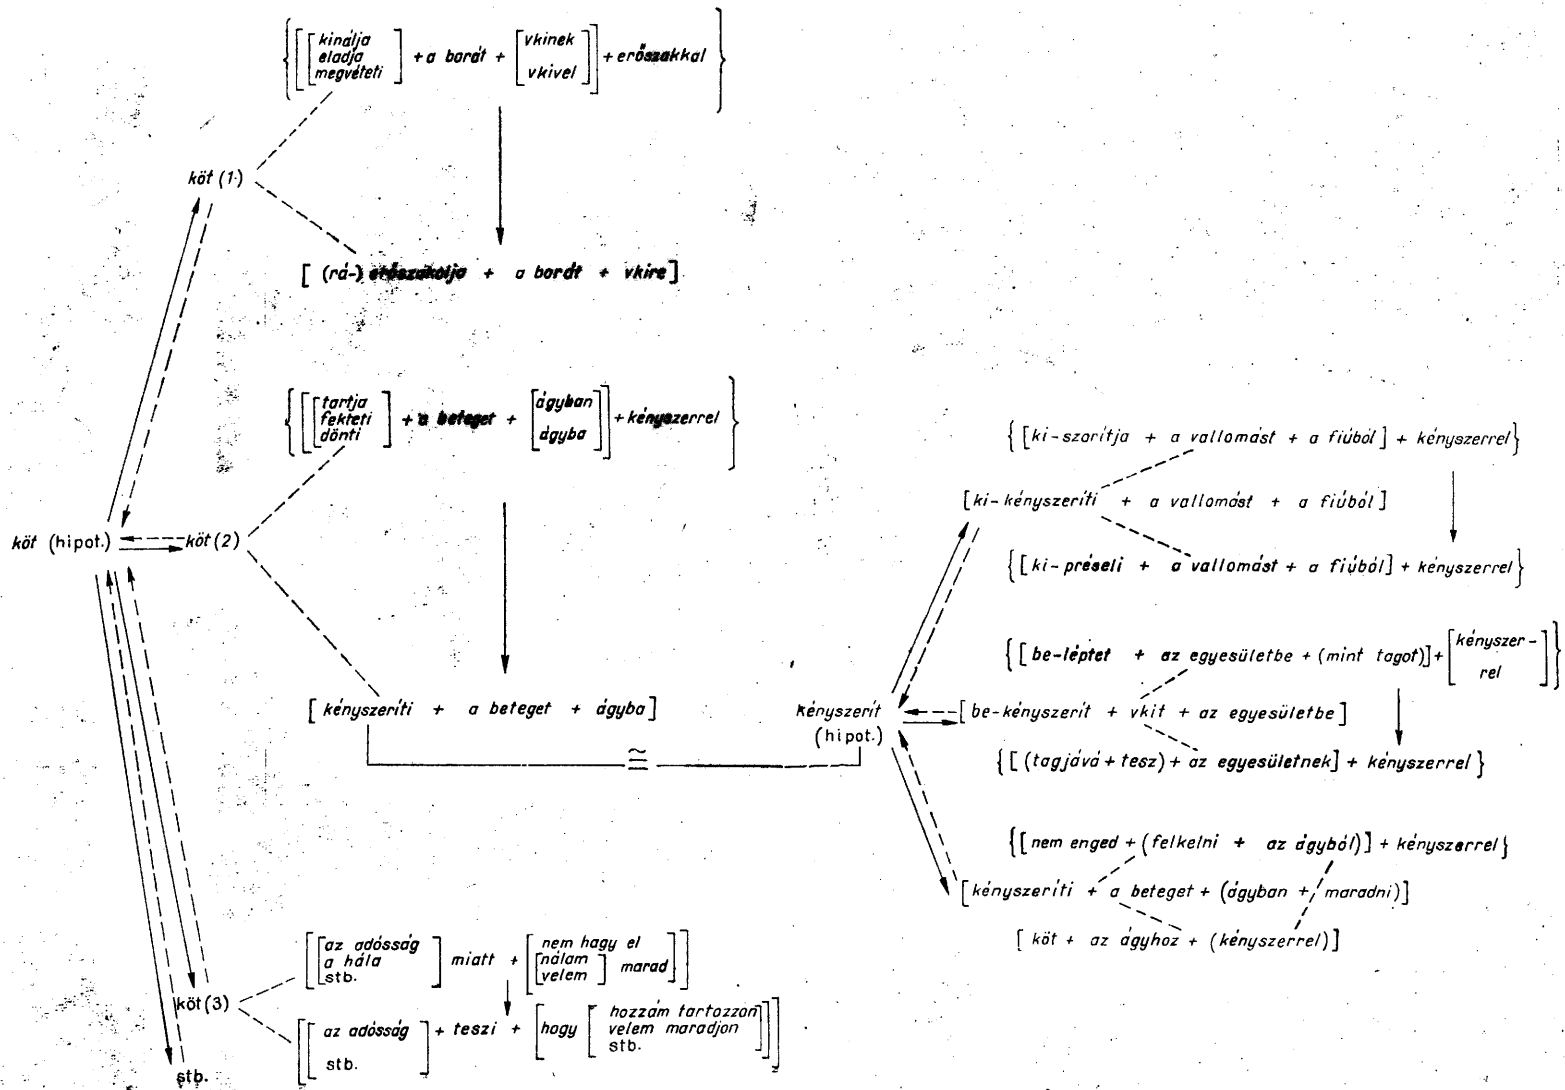 {[[kínálja
eladja
megvéteti] + a borát + [vkinek
vkivel]] + erőszakkal}
köt (1.)
[(rá-) erőszakolja + a borát + vkire]
{[[tartja
fekteti
dönti] + a beteget + [ágyban
ágyba]] + kényszerrel}
köt (hipot.)
köt (2)
[kényszeríti + a beteget + ágyba]
≅
[[az adósság
a hála
stb.] miatt + [nem hagy el
[nálam
velem] marad]]
köt (3)
[[az adósság
stb.] + teszi + [hogy [hozzám tartozzon
velem maradjon
stb.]]]
stb.
kényszerít
(hipot.)
{[ki-szorítja + a vallomást + a fiúból] + kényszerrel}
[ki-kényszeríti + a vallomást + a fiúból]
{[ki-préseli + a vallomást + a fiúból] + kényszerrel}
{[be-léptet + az egyesületbe + (mint tagot)] + [kényszer-
rel]}
[be-kényszerít + vkit + az egyesületbe]
{[(tagjává + tesz) + az egyesületnek] + kényszerrel}
{[nem enged + (felkelni + az ágyból)] + kényszerrel}
[kényszeríti + a beteget + (ágyban + maradni)]
[köt + az ágyhoz + (kényszerrel)]